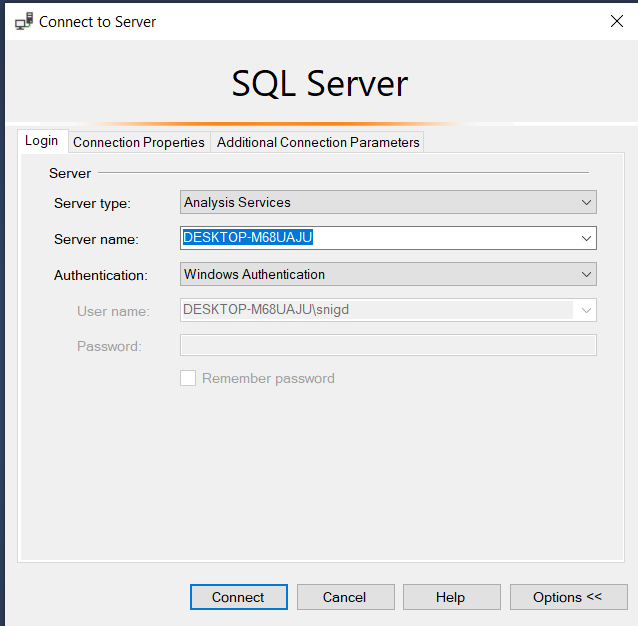 Connect to Server
SQL Server
Login Connection Properties Additional Connection Parameters
Server
Server type: Analysis Services
Server name: DESKTOP-M68UAJU
Authentication: Windows Authentication
User name: DESKTOP-M68UAJU\snigd
Password:
Remember password
Connect Cancel Help Options <<